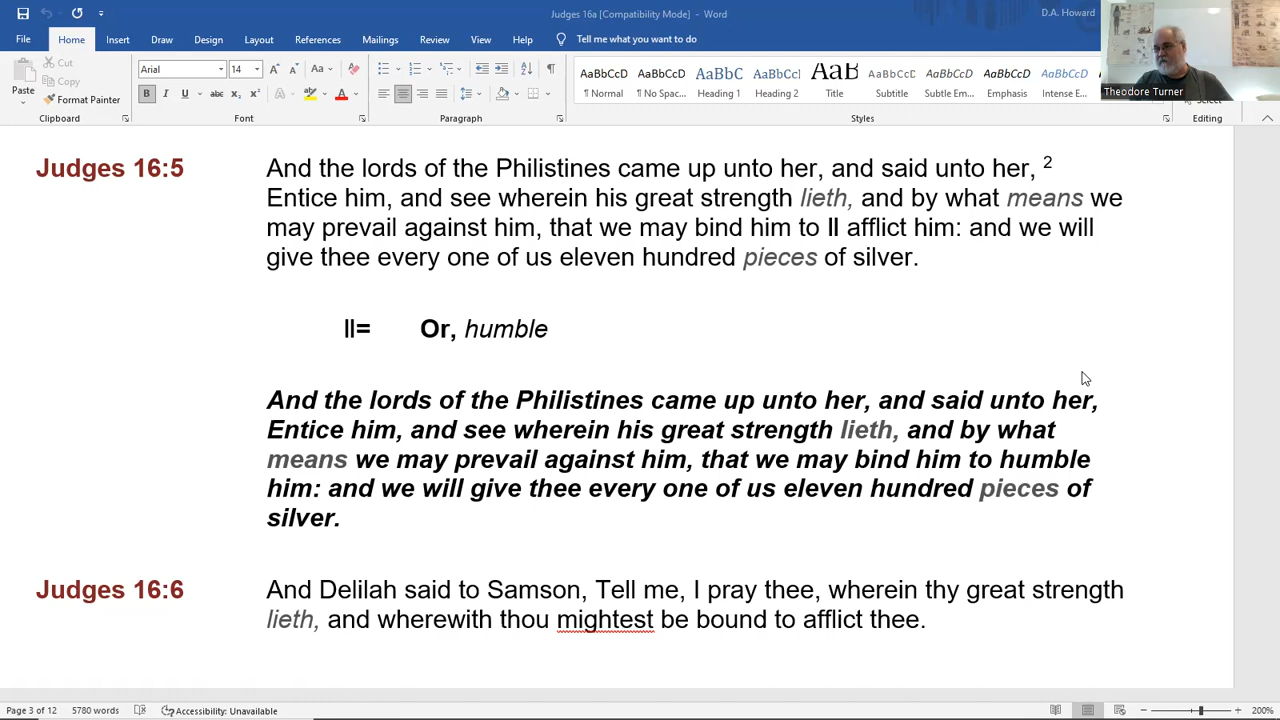 Judges 16a [Compatibility Mode] - Word
D.A. Howard
File Home Insert Draw Design Layout References Mailings Review View Help Tell me what you want to do
Cut
Copy
Paste
Format Painter
Arial 14
AaBbCcD AaBbCcD AaBbC AaBbCcl AaB AaBbCcD AaBbCcD AaBbCcD AaBbCcD
¶ Normal ¶ No Spac... Heading 1 Heading 2 Title Subtitle Subtle Em... Emphasis Intense E...
Select
Theodore Turner
Clipboard Font Paragraph Styles Editing
Judges 16:5 And the lords of the Philistines came up unto her, and said unto her, 2
Entice him, and see wherein his great strength lieth, and by what means we
may prevail against him, that we may bind him to || afflict him: and we will
give thee every one of us eleven hundred pieces of silver.
||= Or, humble
And the lords of the Philistines came up unto her, and said unto her,
Entice him, and see wherein his great strength lieth, and by what
means we may prevail against him, that we may bind him to humble
him: and we will give thee every one of us eleven hundred pieces of
silver.
Judges 16:6 And Delilah said to Samson, Tell me, I pray thee, wherein thy great strength
lieth, and wherewith thou mightest be bound to afflict thee.
Page 3 of 12 5780 words Accessibility: Unavailable 200%